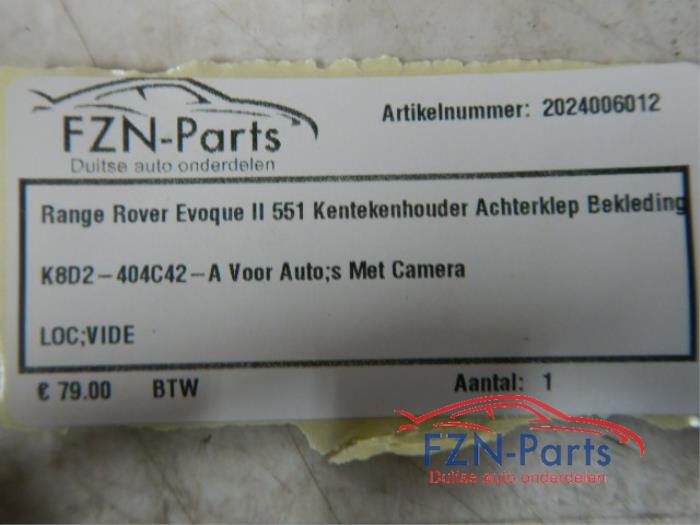 FZN-Parts
Duitse auto onderdelen
Artikelnummer: 2024006012
Range Rover Evoque II 551 Kentekenhouder Achterklep Bekleding
K8D2-404C42-A Voor Auto;s Met Camera
LOC;VIDE
€ 79.00 BTW Aantal: 1
FZN-Parts
Duitse auto onderdelen